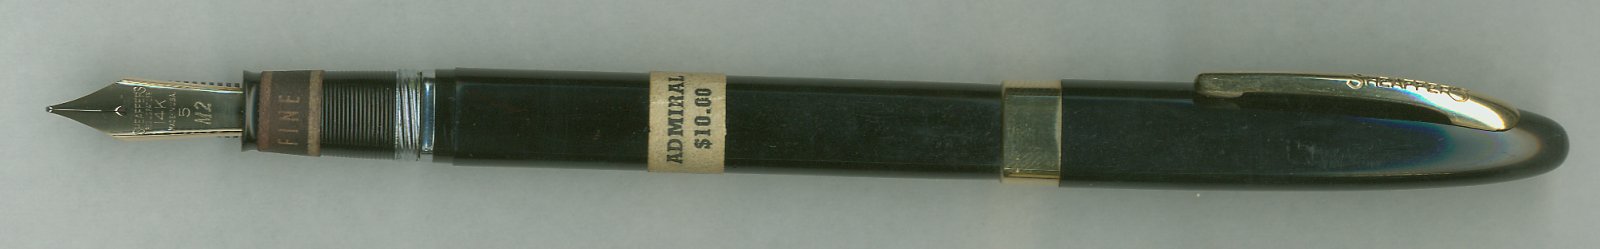 SHEAFFER'S
14K
5
FINE
ADMIRAL
$10.00
SHEAFFER'S